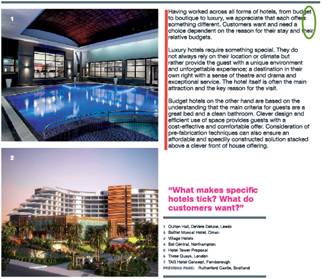 1
Having worked across all forms of hotels, from budget
to boutique to luxury, we appreciate that each offers
something different. Customers want and need a
choice dependent on the reason for their stay and their
relative budgets.
Luxury hotels require something special. They do
not always rely on their location or climate but
rather provide the guest with a unique environment
and unforgettable experience; a destination in their
own right with a sense of theatre and drama and
exceptional service. The hotel itself is often the main
attraction and the key reason for the visit.
Budget hotels on the other hand are based on the
understanding that the main criteria for guests are a
great bed and a clean bathroom. Clever design and
efficient use of space provides guests with a
cost-effective and comfortable offer. Consideration of
pre-fabrication techniques can also ensure an
affordable and speedily constructed solution stacked
above a clever front of house offering.
2
"What makes specific
hotels tick? What do
customers want?"
1 Oulton Hall, DeVere Deluxe, Leeds
2 Hotel, Oman
3 Village Hotels
4 Northampton
5 Hotel Tower Proposal
6 Three Quays, London
7 TAG Hotel Concept, Farnborough
PREVIOUS PAGE: Rutherford Castle, Scotland